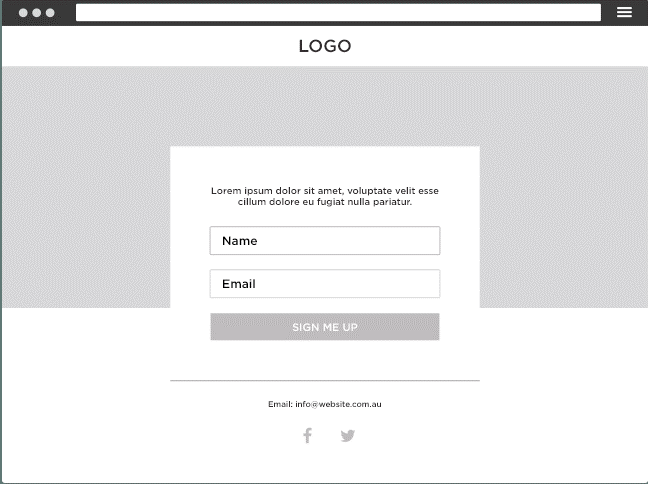 LOGO
Lorem ipsum dolor sit amet, voluptate velit esse
cillum dolore eu fugiat nulla pariatur.
Name
Email
SIGN ME UP
Email: info@website.com.au